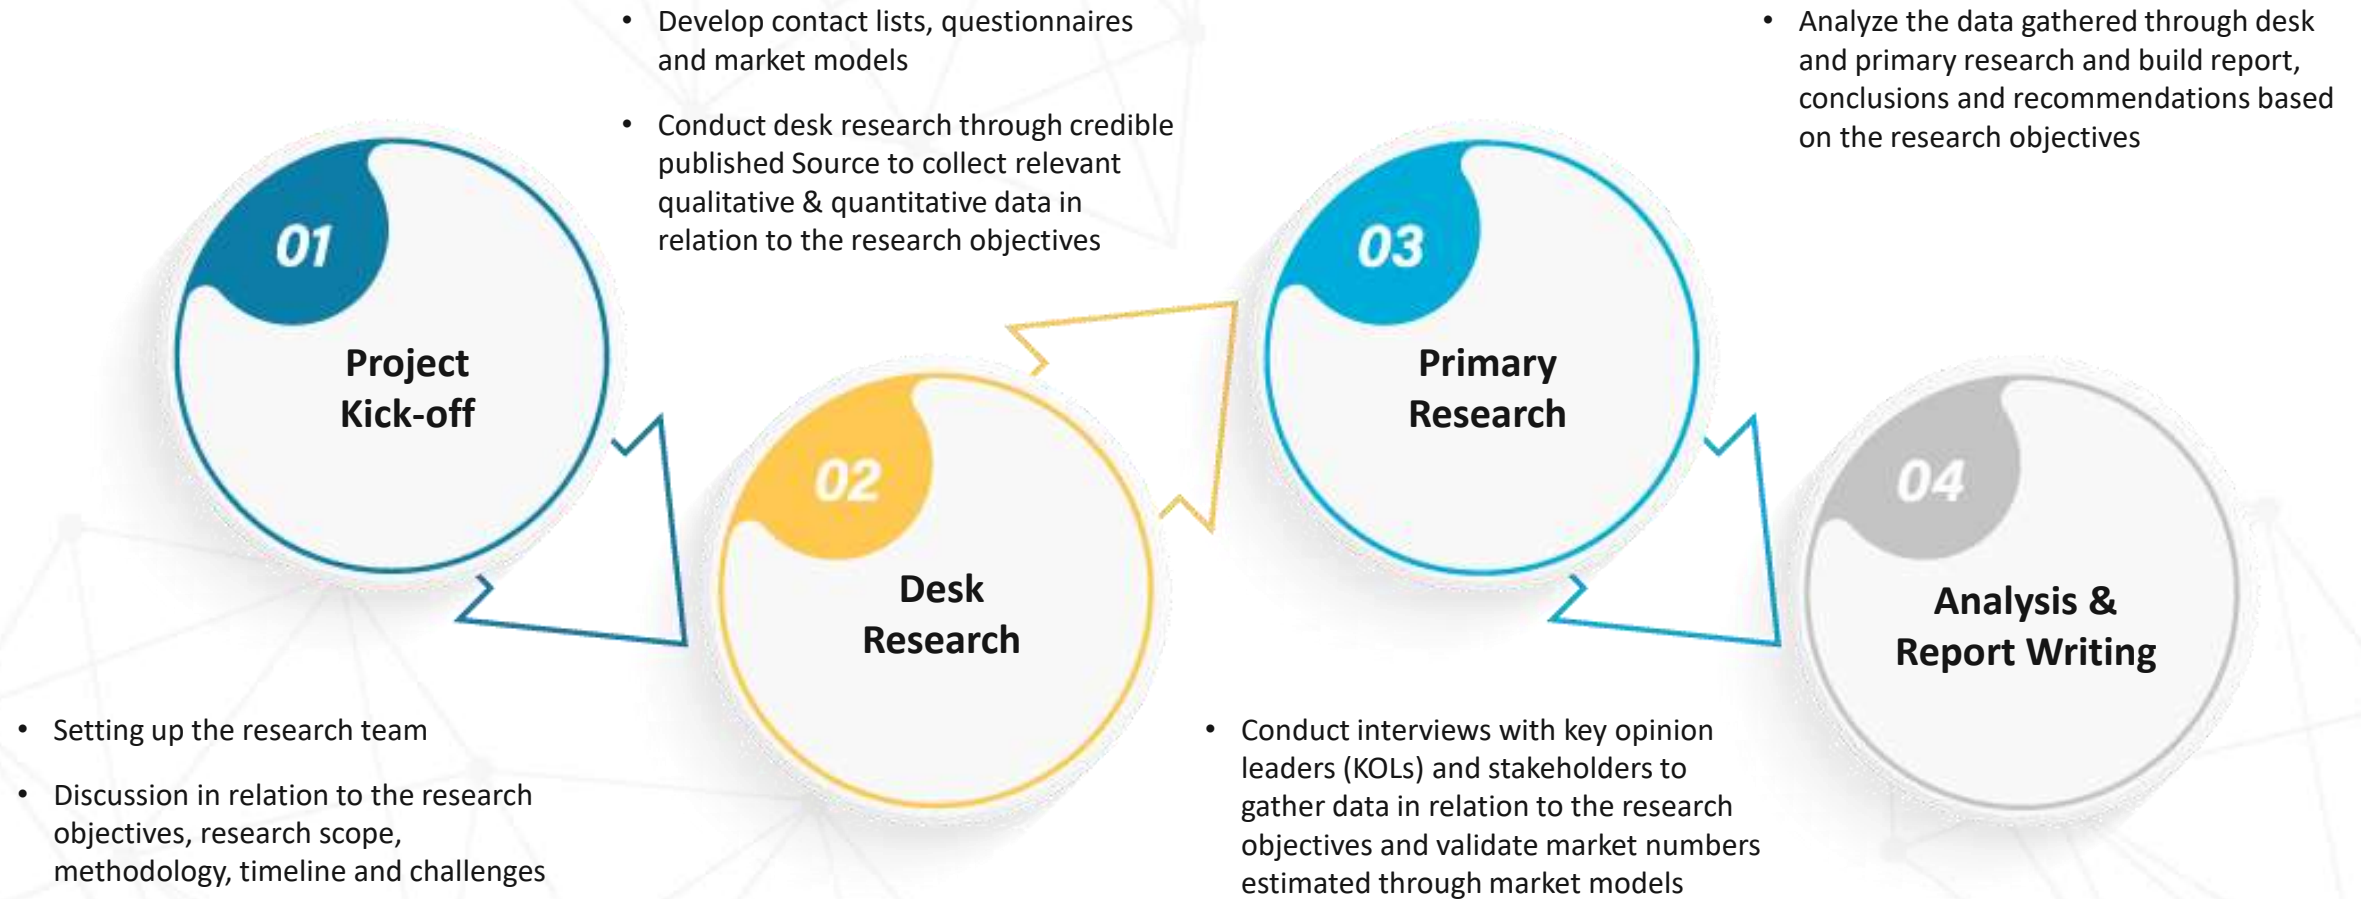 01
Project
Kick-off
• Setting up the research team
• Discussion in relation to the research
objectives, research scope,
methodology, timeline and challenges
• Develop contact lists, questionnaires
and market models
• Conduct desk research through credible
published Source to collect relevant
qualitative & quantitative data in
relation to the research objectives
02
Desk
Research
03
Primary
Research
• Conduct interviews with key opinion
leaders (KOLs) and stakeholders to
gather data in relation to the research
objectives and validate market numbers
estimated through market models
• Analyze the data gathered through desk
and primary research and build report,
conclusions and recommendations based
on the research objectives
04
Analysis &
Report Writing